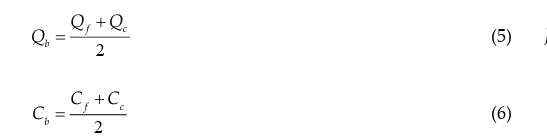 Q_b = (Q_f + Q_c) / 2 (5)
C_b = (C_f + C_c) / 2 (6)